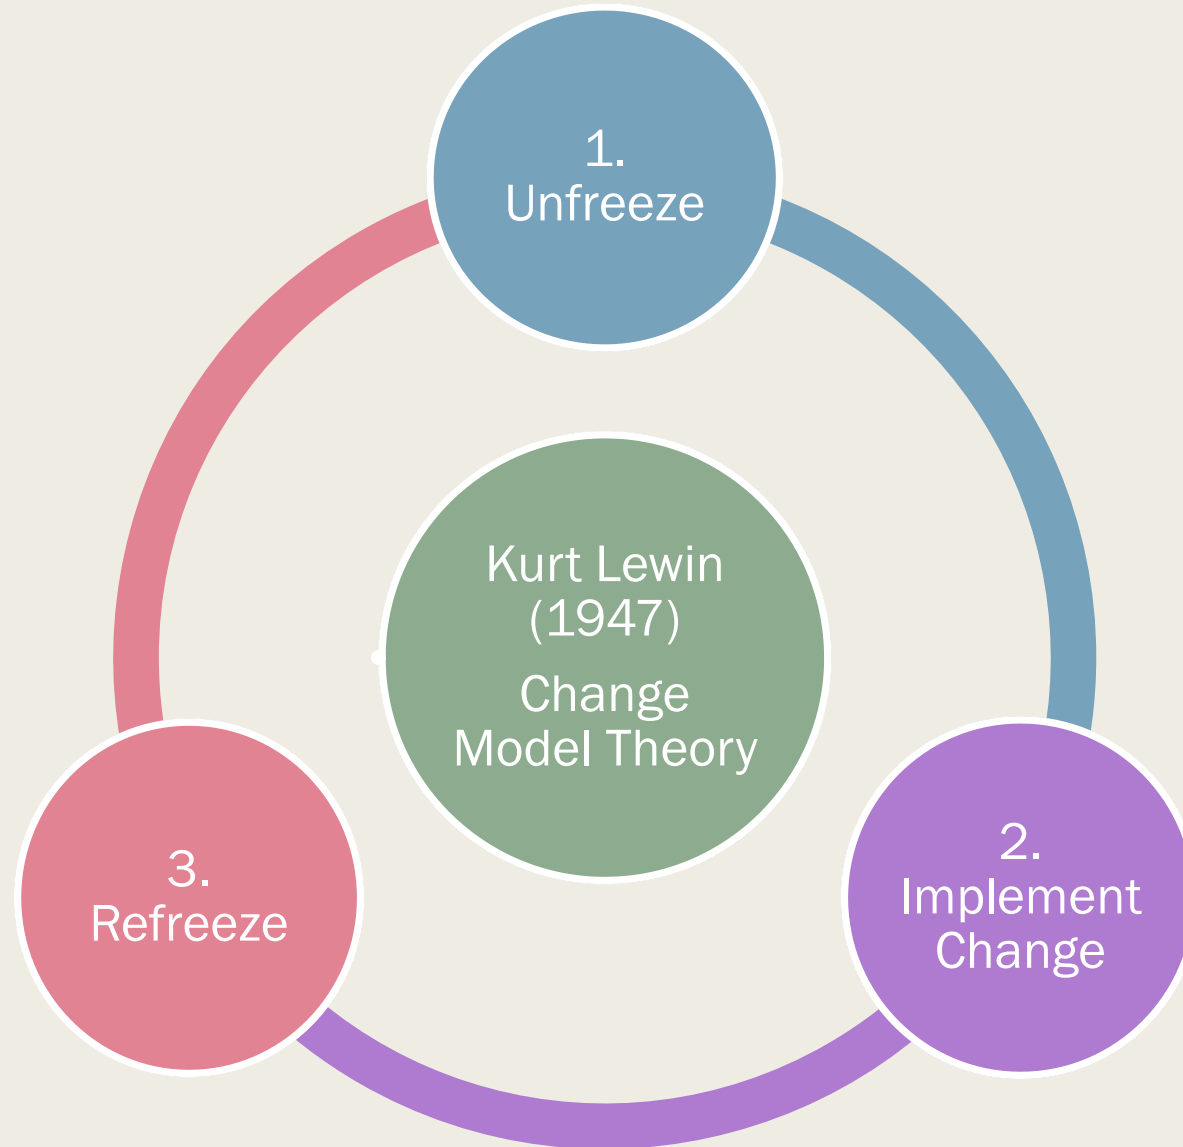 1.
Unfreeze
Kurt Lewin
(1947)
Change
Model Theory
2.
Implement
Change
3.
Refreeze